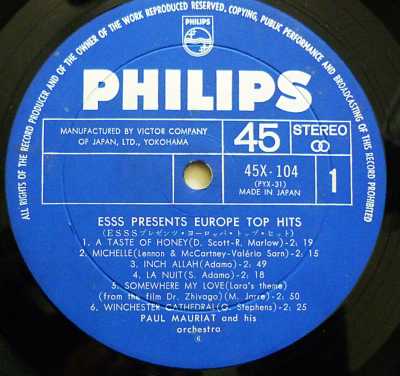 ALL RIGHTS OF THE RECORD PRODUCER AND OF THE OWNER OF THE WORK REPRODUCED RESERVED. COPYING, PUBLIC PERFORMANCE AND BROADCASTING OF THIS RECORD PROHIBITED
PHILIPS
PHILIPS
MANUFACTURED BY VICTOR COMPANY
OF JAPAN, LTD., YOKOHAMA
45
STEREO
45X-104
(PYX-31)
MADE IN JAPAN
1
ESSS PRESENTS EUROPE TOP HITS
(ESSSプレゼンツ・ヨーロッパ・トップ・ヒット)
1. A TASTE OF HONEY(D. Scott-R. Marlow)-2: 19
2. MICHELLE(Lennon & McCartney-Valério Saro)-2: 15
3. INCH ALLAH(Adamo)-2: 49
4. LA NUIT(S. Adamo)-2: 18
5. SOMEWHERE MY LOVE(Lara's theme)
(from the film Dr. Zhivago)(M. Jarre)-2: 50
6. WINCHESTER CATHEDRAL(G. Stephens)-2: 25
PAUL MAURIAT and his
orchestra